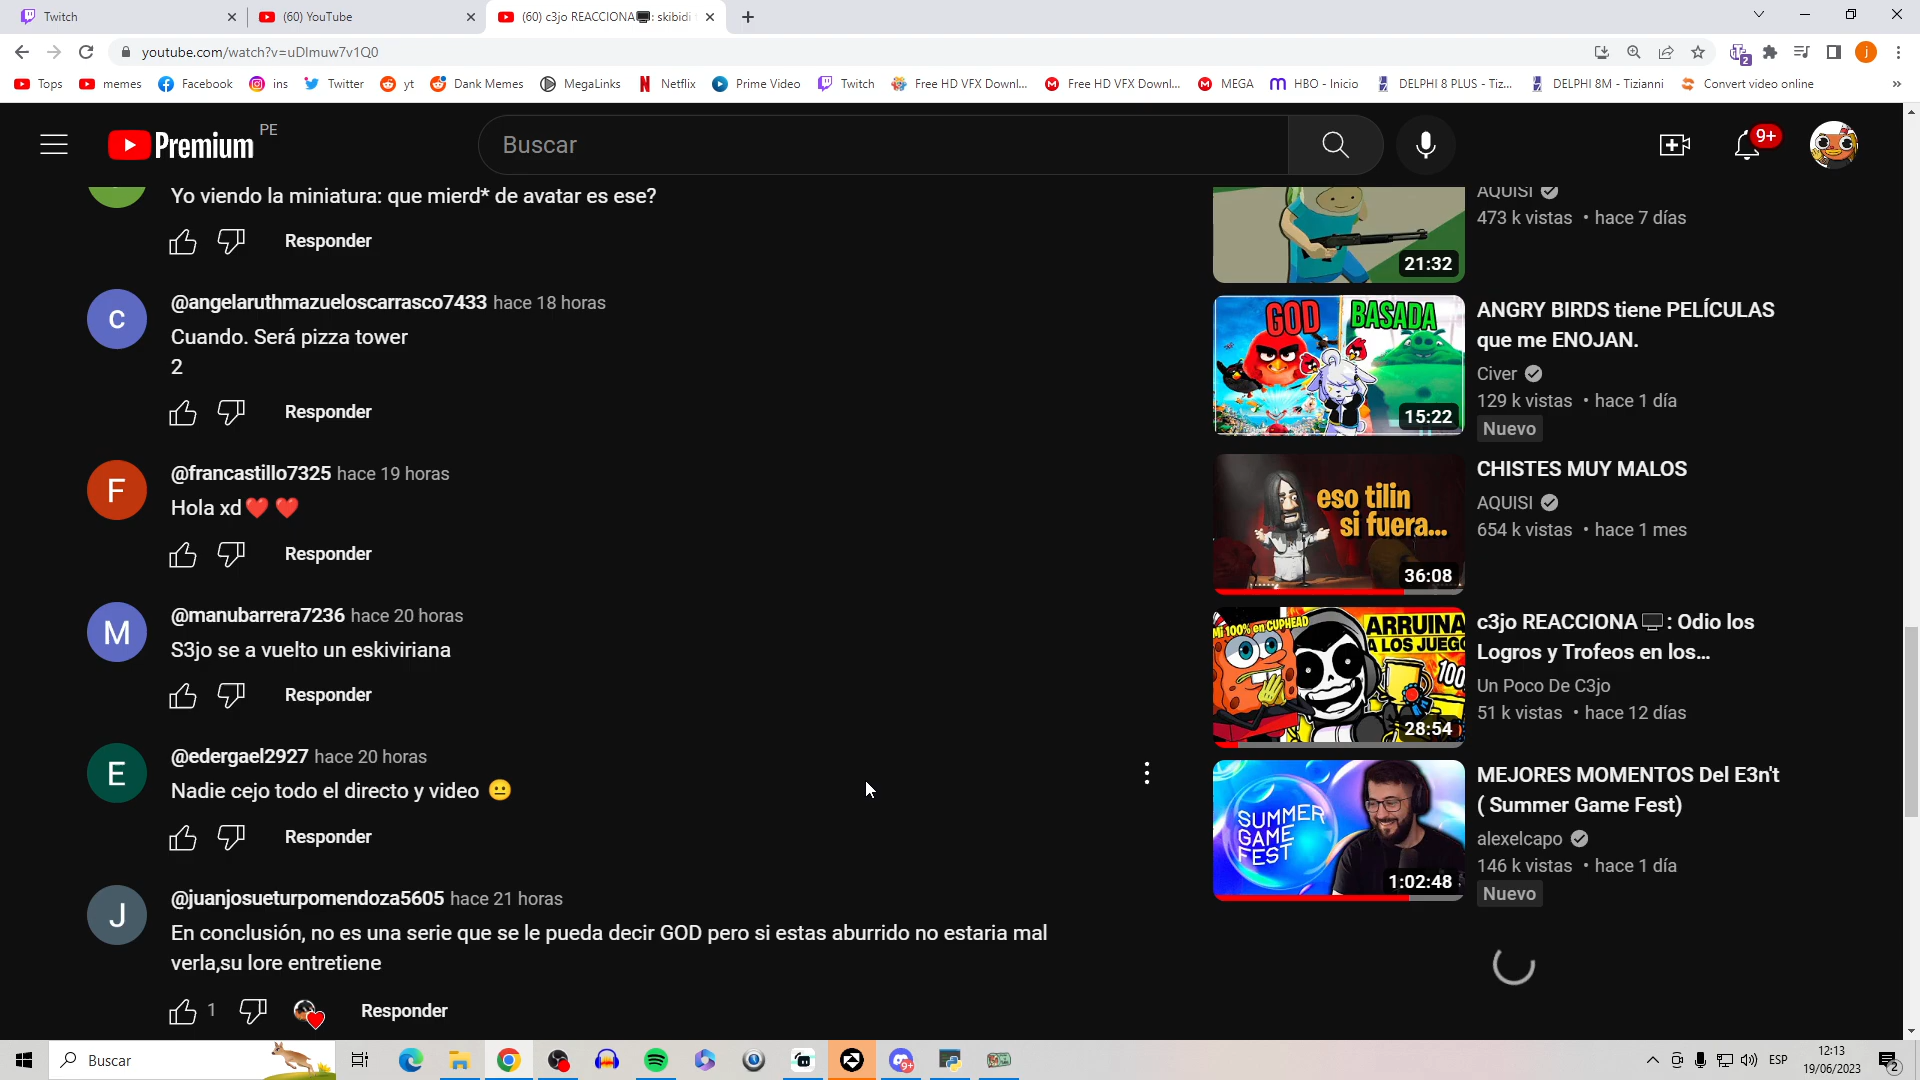 Twitch
(60) YouTube
(60) c3jo REACCIONA🖥️: skibidi
youtube.com/watch?v=uDImuw7v1Q0
2
j
Tops
memes
Facebook
ins
Twitter
yt
Dank Memes
MegaLinks
Netflix
Prime Video
Twitch
Free HD VFX Downl...
Free HD VFX Downl...
MEGA
HBO - Inicio
DELPHI 8 PLUS - Tiz...
DELPHI 8M - Tizianni
Convert video online
»
Premium
PE
Buscar
9+
Yo viendo la miniatura: que mierd* de avatar es ese?
Responder
C
@angelaruthmazueloscarrasco7433 hace 18 horas
Cuando. Será pizza tower
2
Responder
F
@francastillo7325 hace 19 horas
Hola xd❤️ ❤️
Responder
M
@manubarrera7236 hace 20 horas
S3jo se a vuelto un eskiviriana
Responder
E
@edergael2927 hace 20 horas
Nadie cejo todo el directo y video 😐
Responder
J
@juanjosueturpomendoza5605 hace 21 horas
En conclusión, no es una serie que se le pueda decir GOD pero si estas aburrido no estaria mal
verla,su lore entretiene
1
Responder
21:32
AQUISI
473 k vistas • hace 7 días
GOD BASADA
15:22
ANGRY BIRDS tiene PELÍCULAS
que me ENOJAN.
Civer
129 k vistas • hace 1 día
Nuevo
eso tilin
si fuera...
36:08
CHISTES MUY MALOS
AQUISI
654 k vistas • hace 1 mes
Mi 100% en CUPHEAD
ARRUINA
A LOS JUEGO
100
28:54
c3jo REACCIONA🖥️: Odio los
Logros y Trofeos en los...
Un Poco De C3jo
51 k vistas • hace 12 días
SUMMER
GAME
FEST
1:02:48
MEJORES MOMENTOS Del E3n't
( Summer Game Fest)
alexelcapo
146 k vistas • hace 1 día
Nuevo
Buscar
9+
ESP
12:13
19/06/2023
2